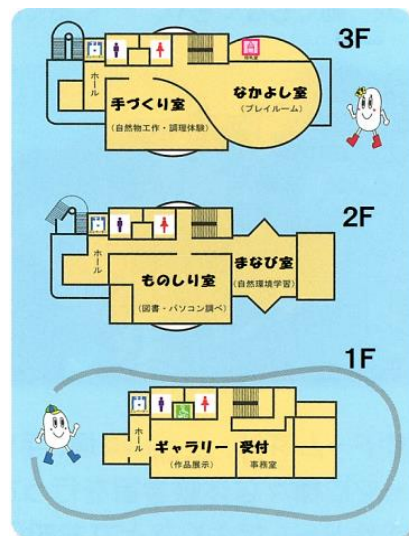 3F
ホール
手づくり室
(自然物工作・調理体験)
なかよし室
(プレイルーム)
2F
ホール
ものしり室
(図書・パソコン調べ)
まなび室
(自然環境学習)
1F
ホール
ギャラリー
(作品展示)
受付
事務室